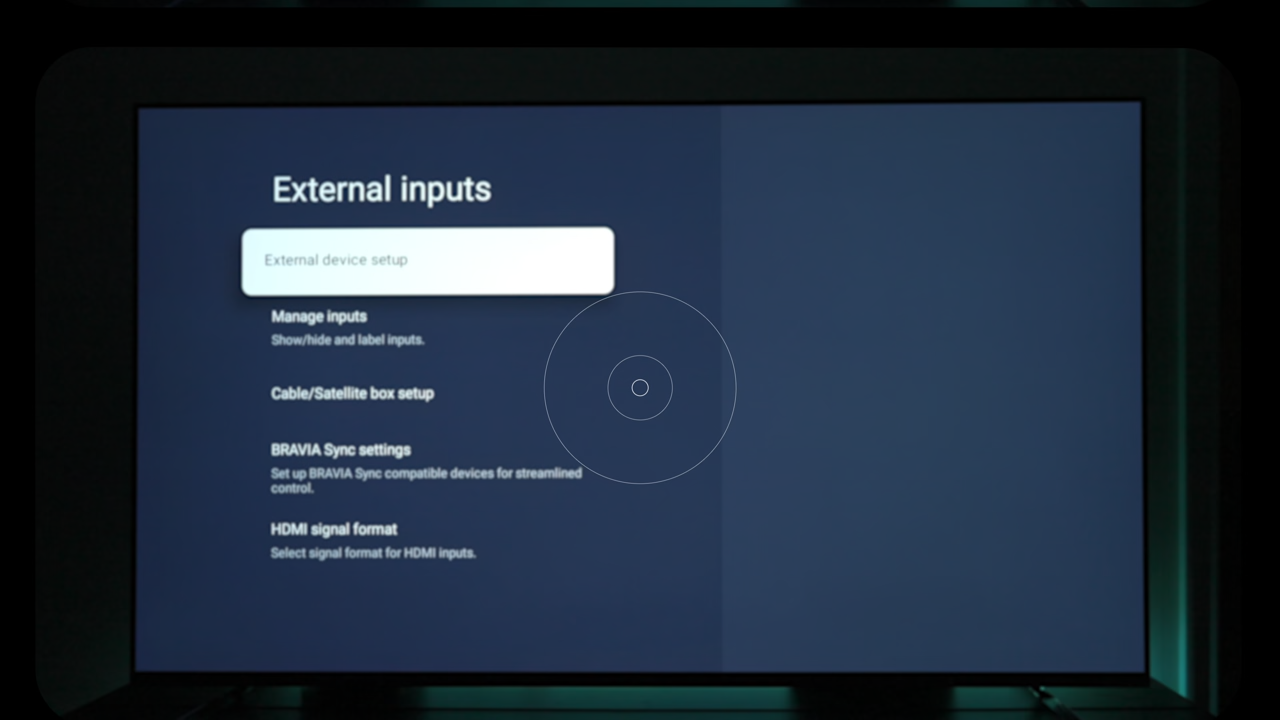 External inputs
External device setup
Manage inputs
Show/hide and label inputs.
Cable/Satellite box setup
BRAVIA Sync settings
Set up BRAVIA Sync compatible devices for streamlined
control.
HDMI signal format
Select signal format for HDMI inputs.